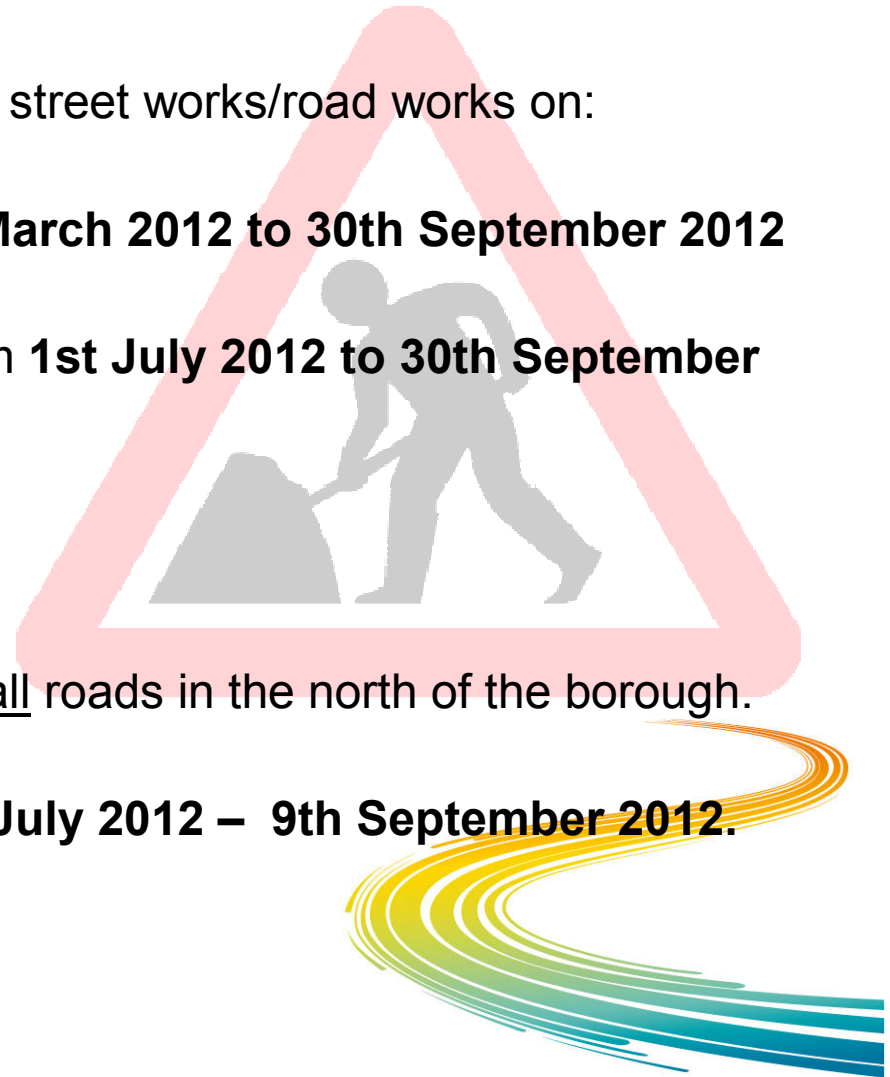 street works/road works on:
March 2012 to 30th September 2012
1st July 2012 to 30th September
all roads in the north of the borough.
July 2012 – 9th September 2012.